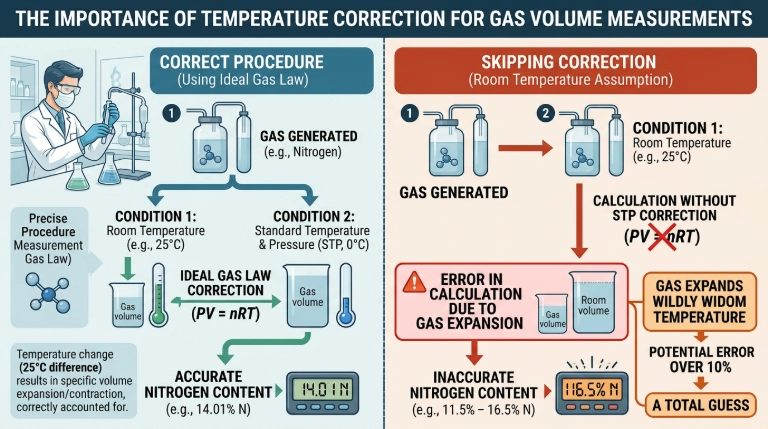 THE IMPORTANCE OF TEMPERATURE CORRECTION FOR GAS VOLUME MEASUREMENTS
CORRECT PROCEDURE
(Using Ideal Gas Law)
1
GAS GENERATED
(e.g., Nitrogen)
Precise
Procedure
Measurement
Gas Law)
CONDITION 1:
Room Temperature
(e.g., 25°C)
CONDITION 2:
Standard Temperature
& Pressure (STP, 0°C)
Gas
volume
IDEAL GAS LAW
CORRECTION
(PV = nRT)
Gas
volume
Temperature change
(25°C difference)
results in specific volume
expansion/contraction,
correctly accounted for.
ACCURATE
NITROGEN CONTENT
(e.g., 14.01% N)
14.01N
SKIPPING CORRECTION
(Room Temperature Assumption)
1
GAS GENERATED
2
CONDITION 1:
Room Temperature
(e.g., 25°C)
CALCULATION WITHOUT
STP CORRECTION
(PV = nRT)
ERROR IN
CALCULATION
DUE TO
GAS EXPANSION
Gas
volume
Room
volume
GAS EXPANDS
WILDLY WIDOM
TEMPERATURE
POTENTIAL ERROR
OVER 10%
A TOTAL GUESS
INACCURATE
NITROGEN CONTENT
(e.g., 11.5% – 16.5% N)
116.5% N